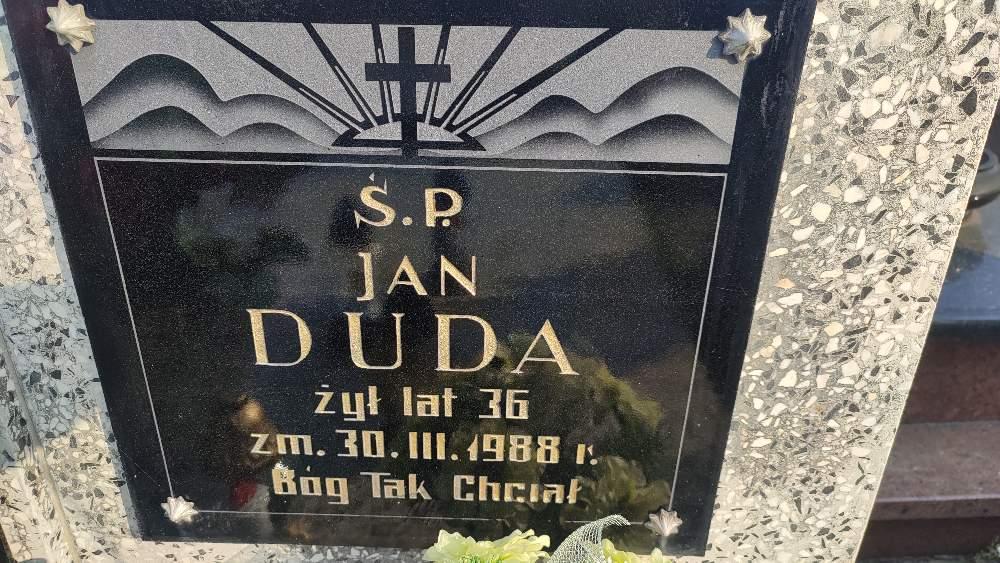 Ś.P.
JAN
DUDA
żył lat 36
zm. 30.III.1988 r.
Bóg Tak Chciał